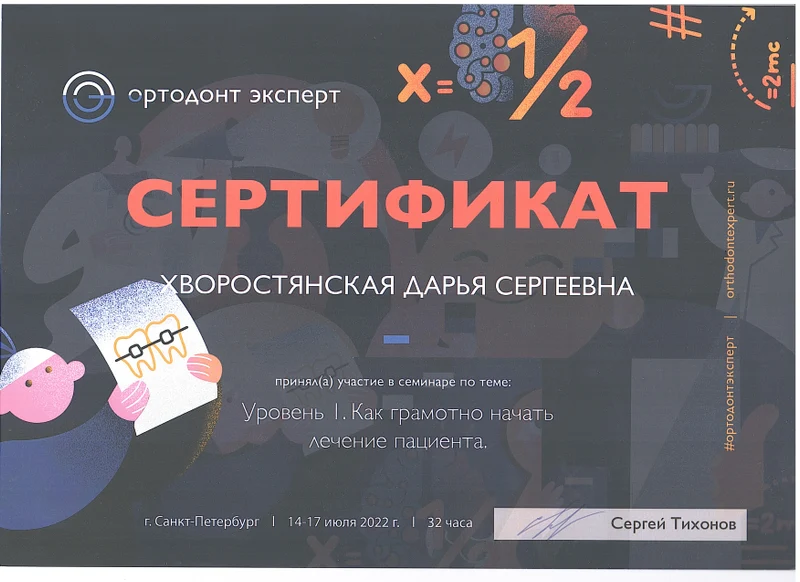 x=1/2
#
=2mc
ортодонт эксперт
СЕРТИФИКАТ
ХВОРОСТЯНСКАЯ ДАРЬЯ СЕРГЕЕВНА
принял(а) участие в семинаре по теме:
Уровень 1. Как грамотно начать
лечение пациента.
г. Санкт-Петербург | 14-17 июля 2022 г. | 32 часа
Сергей Тихонов
#ортодонтэксперт | orthodontexpert.ru